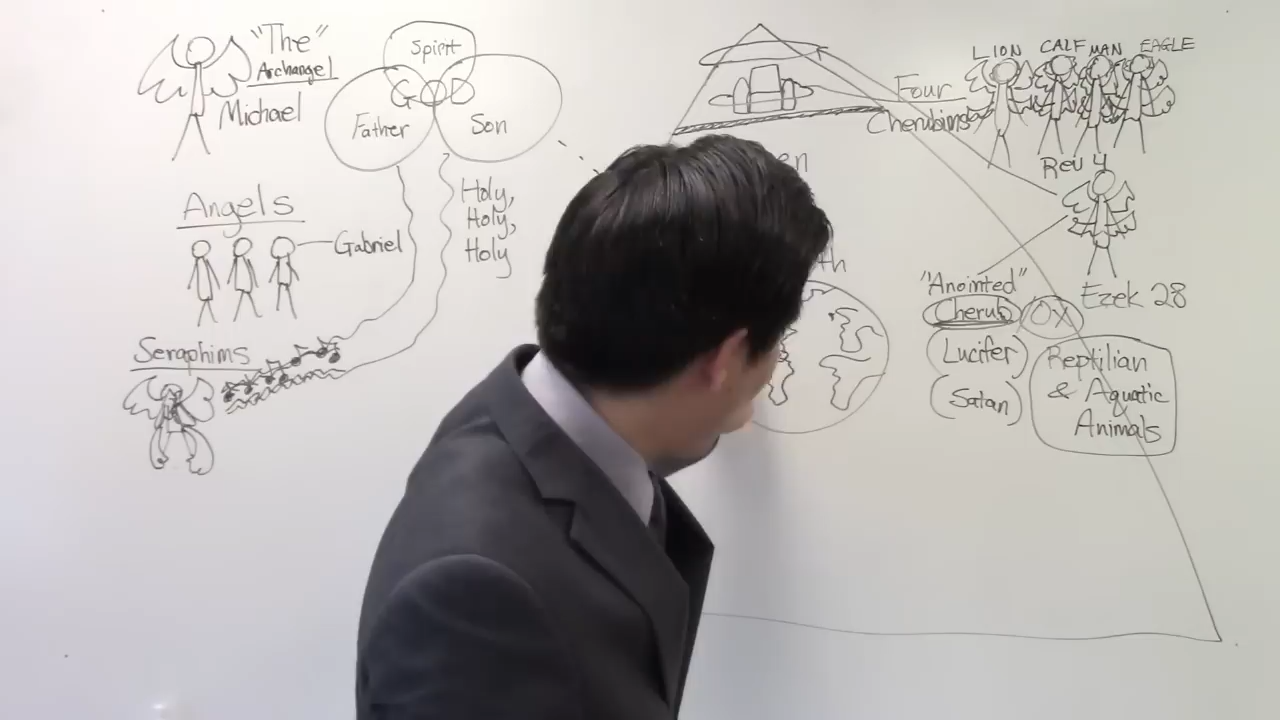 "The"
Archangel
Michael
Spirit
GOD
Father
Son
Holy,
Holy,
Holy
Angels
Gabriel
Seraphims
LION
CALF
MAN
EAGLE
Four
Cherubims
Rev 4
"Anointed"
Cherub
OX
Ezek 28
(Lucifer)
(Satan)
Reptilian
& Aquatic
Animals